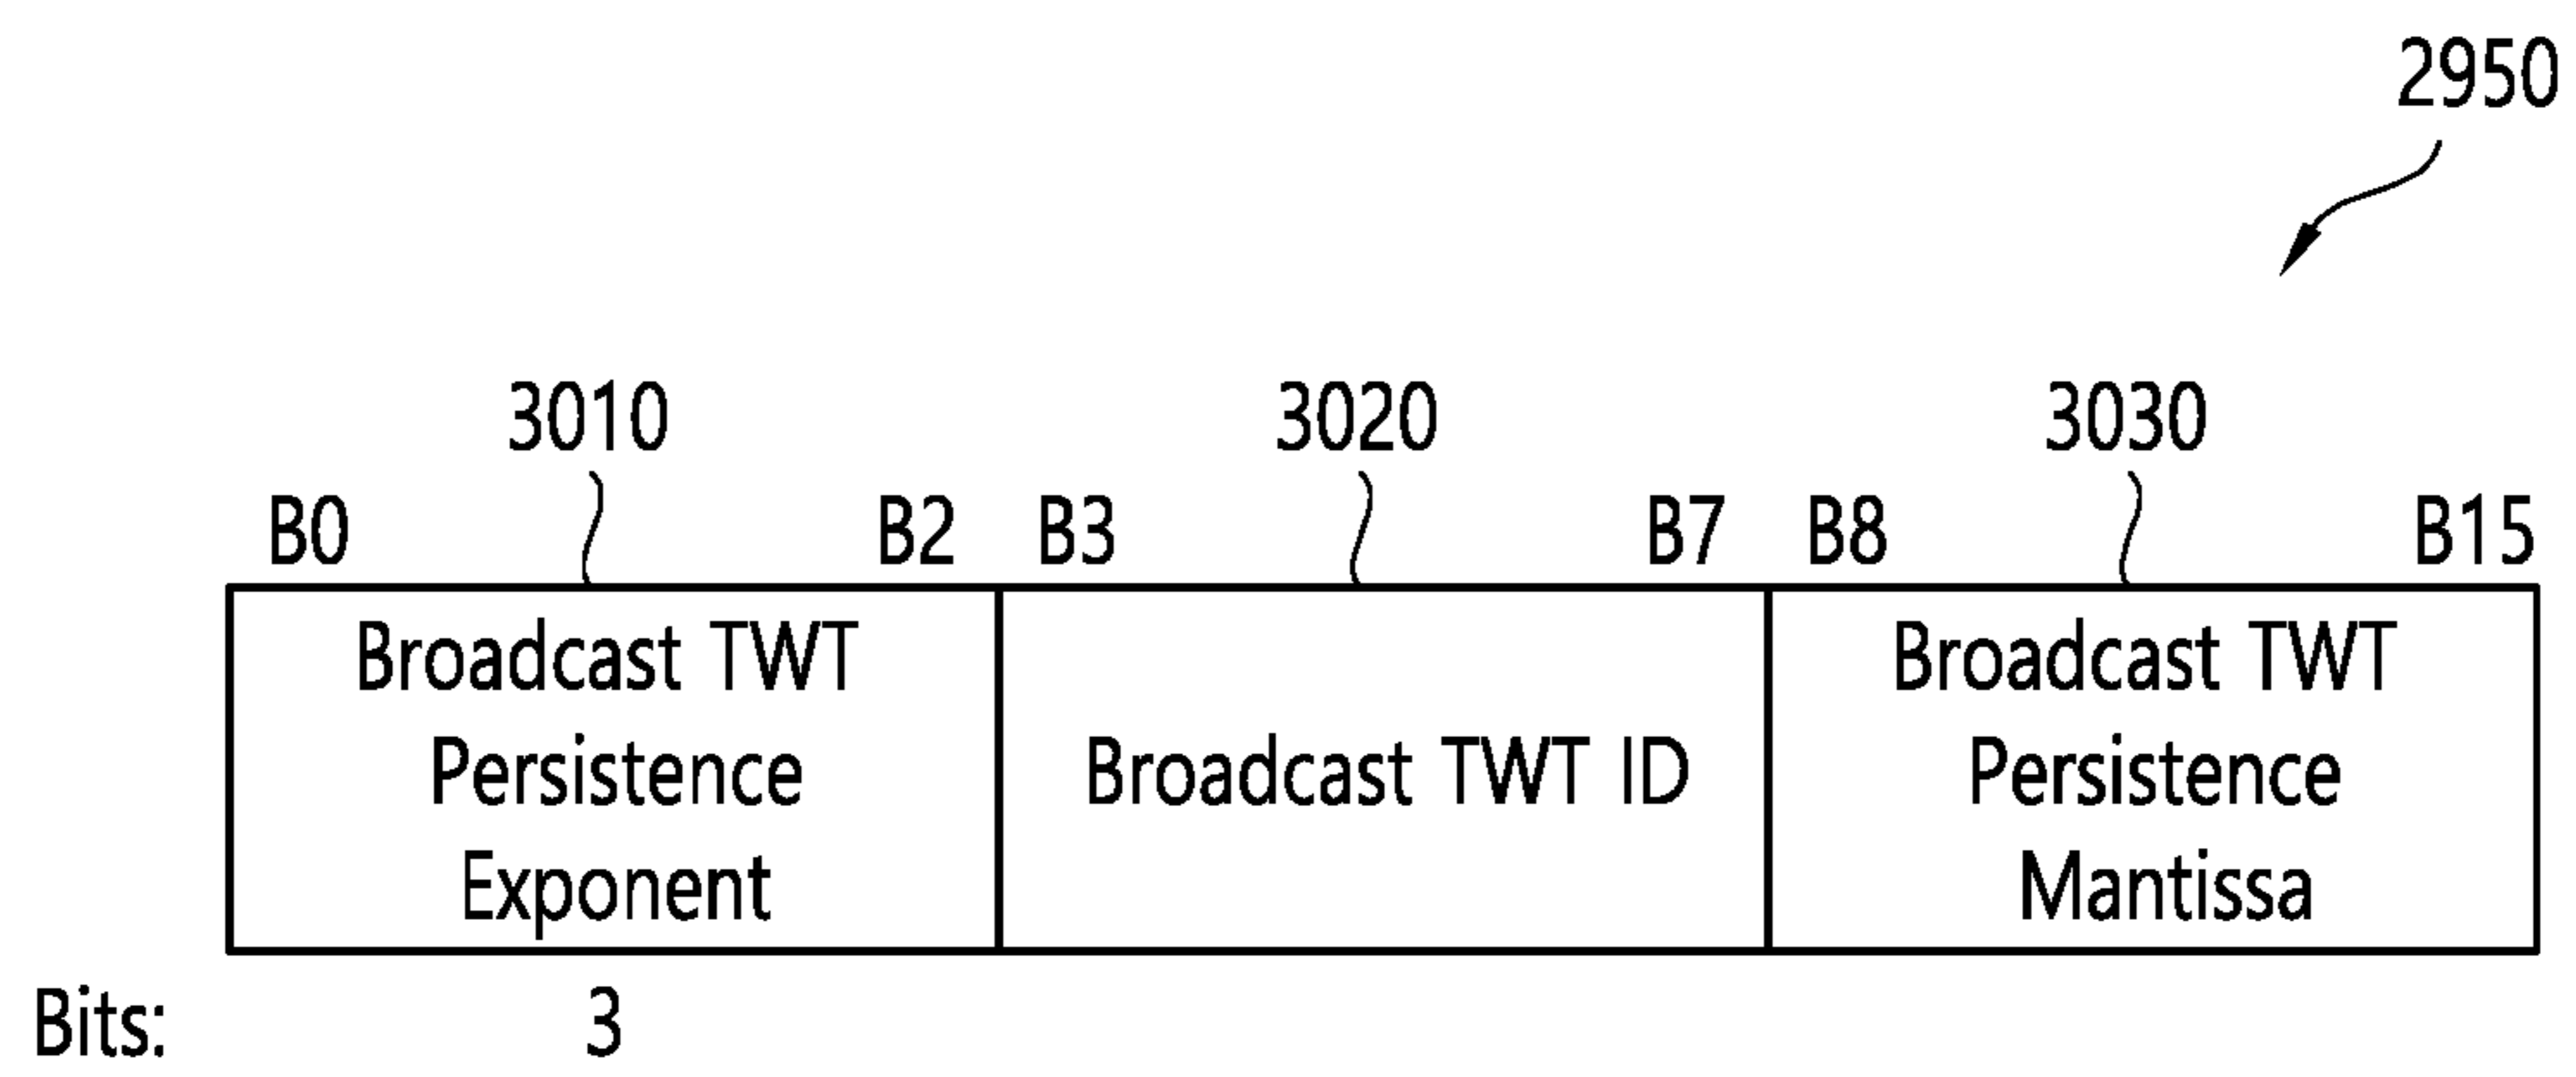 2950
3010 3020 3030
B0 B2 B3 B7 B8 B15
Broadcast TWT
Persistence
Exponent
Broadcast TWT ID
Broadcast TWT
Persistence
Mantissa
Bits: 3